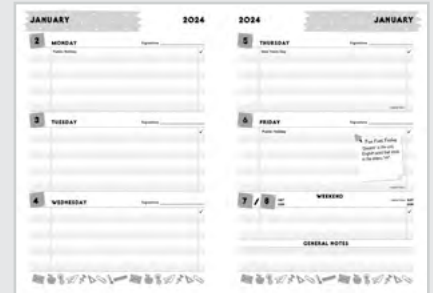 JANUARY 2024
2 MONDAY Signature
Public Holiday
3 TUESDAY Signature
4 WEDNESDAY Signature
2024 JANUARY
5 THURSDAY Signature
6 FRIDAY Signature
Public Holiday
Fun Fact Friday
7 / 8 WEEKEND
GENERAL NOTES